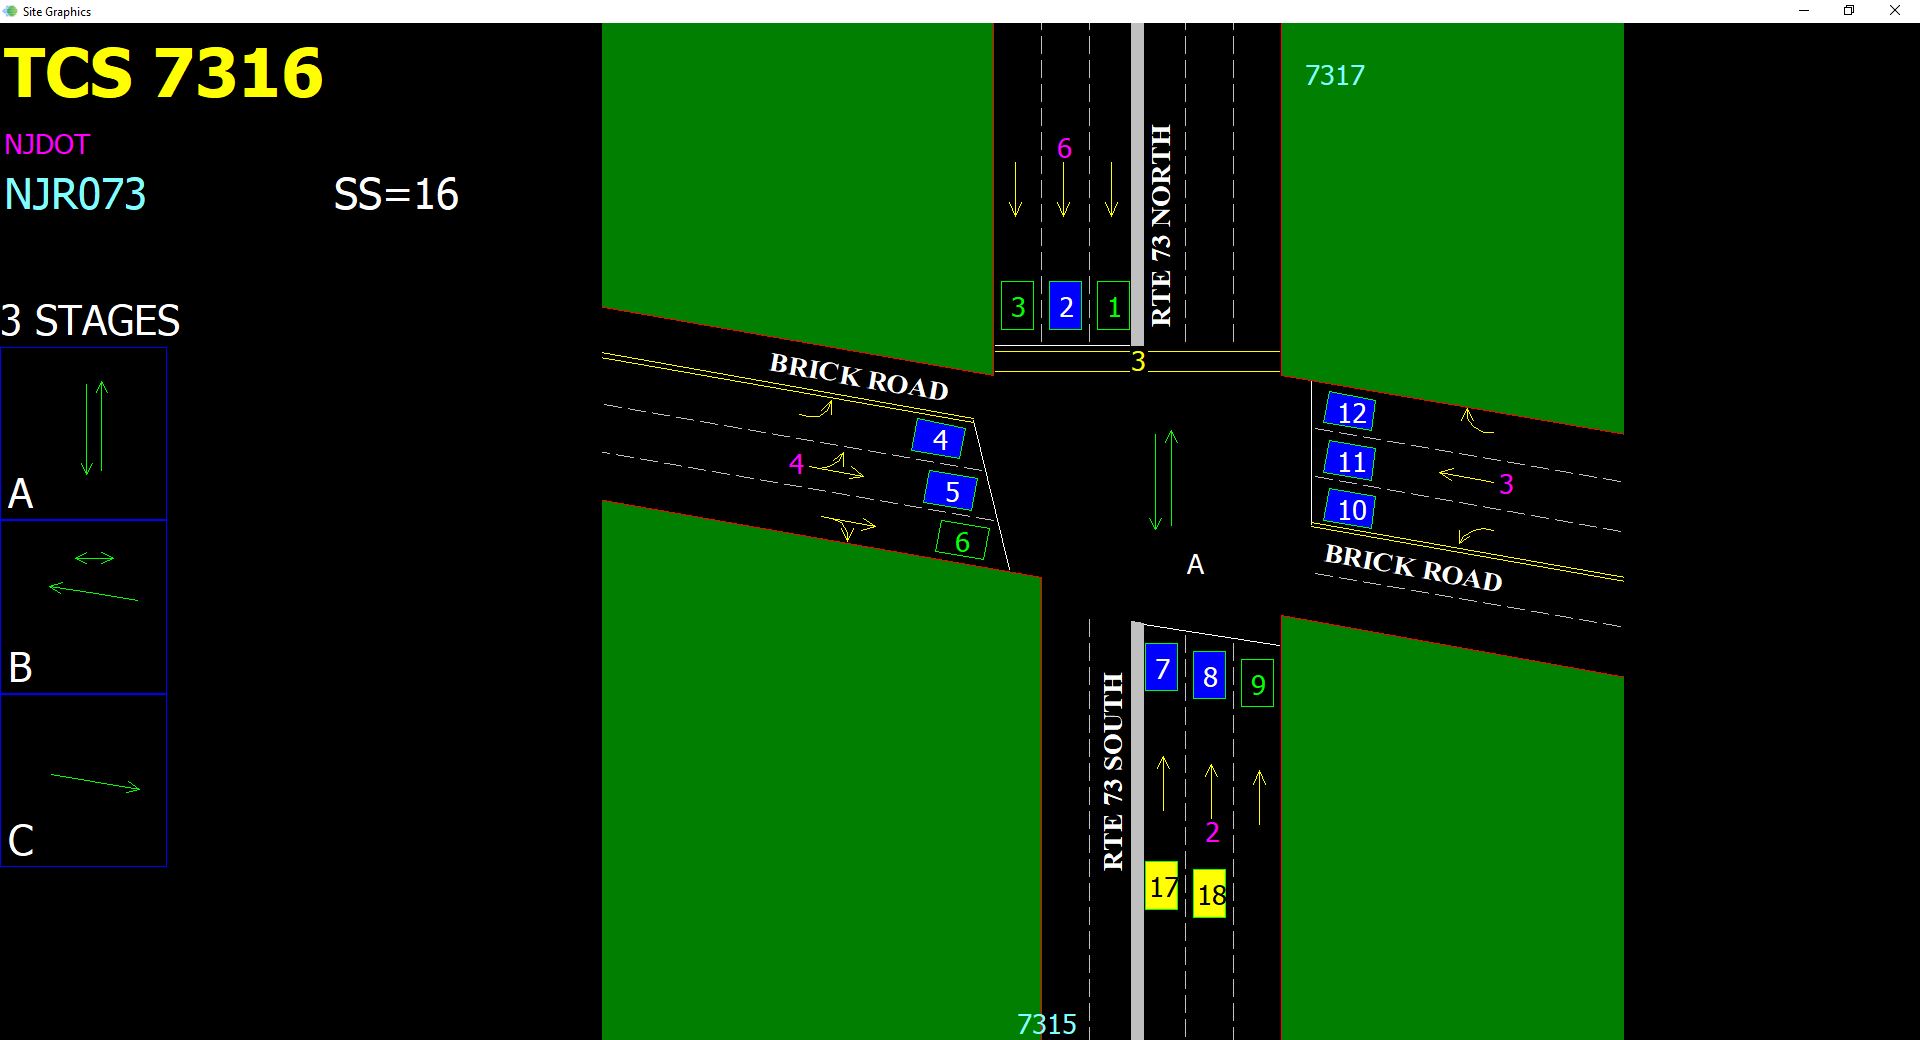 Site Graphics
TCS 7316
NJDOT
NJR073
SS=16
3 STAGES
A
B
C
7317
6
RTE 73 NORTH
3
2
1
3
BRICK ROAD
4
4
5
6
12
11
10
3
BRICK ROAD
A
7
8
9
RTE 73 SOUTH
2
17
18
7315